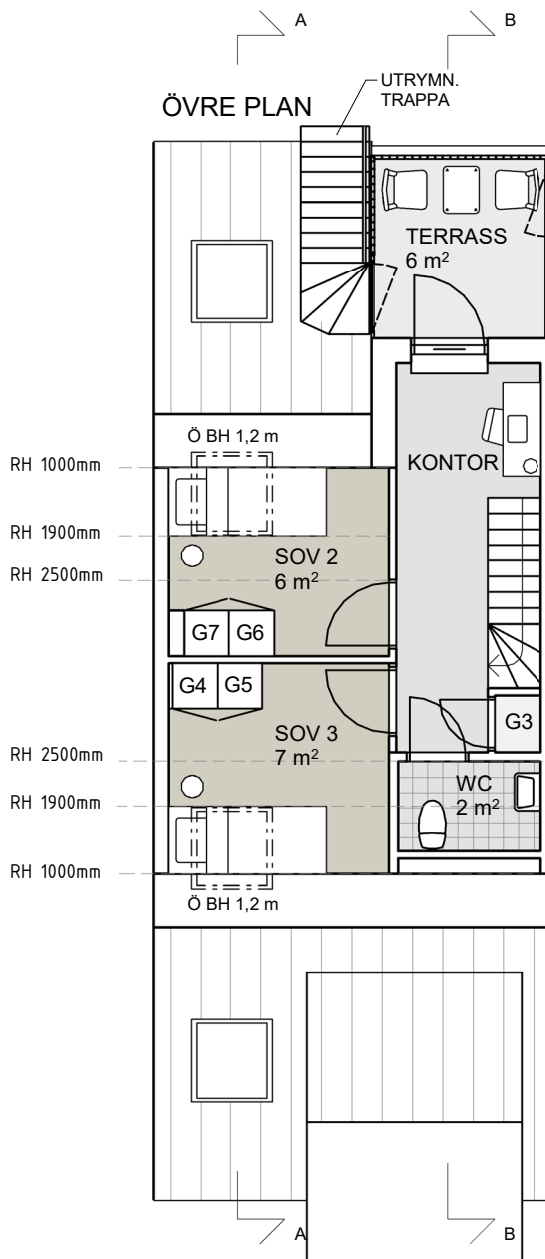 A
B
UTRYMN.
TRAPPA
ÖVRE PLAN
TERRASS
6 m²
Ö BH 1,2 m
RH 1000mm
KONTOR
RH 1900mm
SOV 2
6 m²
RH 2500mm
G7
G6
G4
G5
G3
SOV 3
7 m²
RH 2500mm
WC
2 m²
RH 1900mm
RH 1000mm
Ö BH 1,2 m
A
B